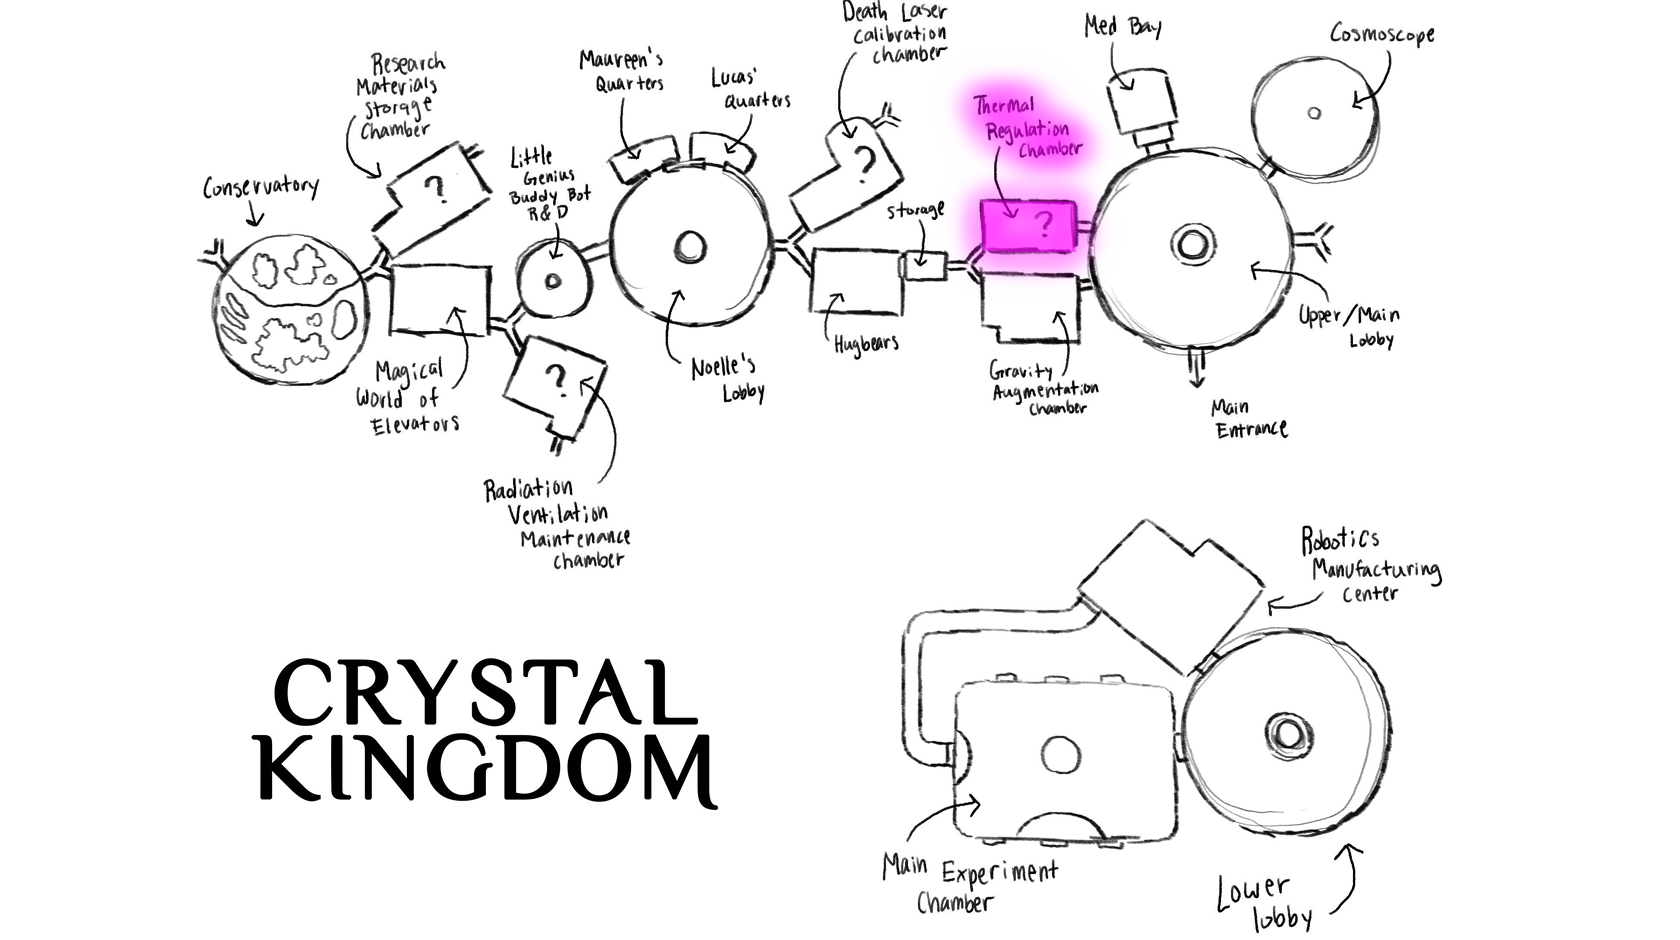 Death Laser
Calibration
Chamber
Med Bay
Cosmoscope
Research
Materials
Storage
Chamber
Maureen's
Quarters
Lucas'
Quarters
Thermal
Regulation
Chamber
Conservatory
Little
Genius
Buddy Bot
R&D
?
?
Storage
?
Hugbears
Upper/Main
Lobby
Magical
World of
Elevators
?
Noelle's
Lobby
Gravity
Augmentation
Chamber
Main
Entrance
Radiation
Ventilation
Maintenance
Chamber
Robotics
Manufacturing
Center
CRYSTAL
KINGDOM
Main Experiment
Chamber
Lower
lobby